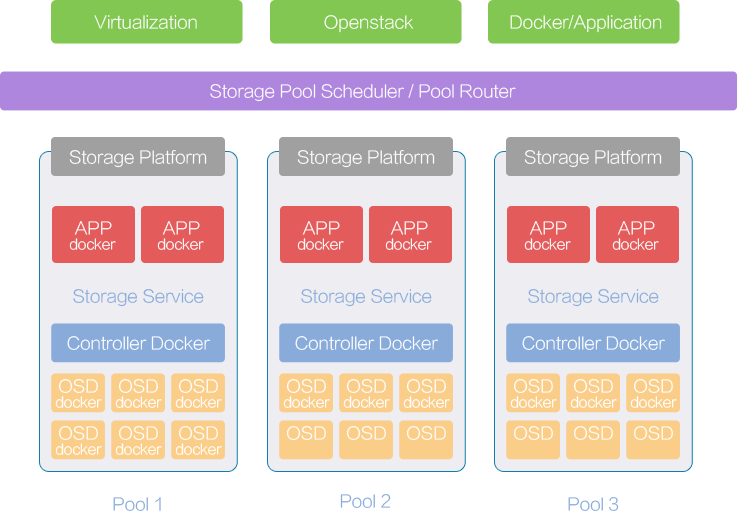 Virtualization
Openstack
Docker/Application
Storage Pool Scheduler / Pool Router
Storage Platform
APP
docker
APP
docker
Storage Service
Controller Docker
OSD
docker
OSD
docker
OSD
docker
OSD
docker
OSD
docker
OSD
docker
Pool 1
Storage Platform
APP
docker
APP
docker
Storage Service
Controller Docker
OSD
docker
OSD
docker
OSD
docker
OSD
OSD
OSD
Pool 2
Storage Platform
APP
docker
APP
docker
Storage Service
Controller Docker
OSD
docker
OSD
docker
OSD
docker
OSD
OSD
OSD
Pool 3